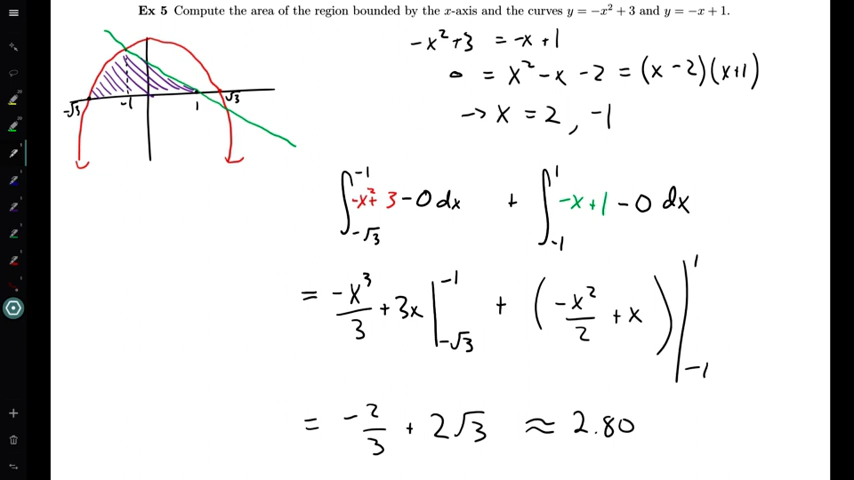 Ex 5 Compute the area of the region bounded by the x-axis and the curves y = −x² + 3 and y = −x + 1.
-x²+3 = -x+1
0 = x²-x-2 = (x-2)(x+1)
→ x = 2, -1
-√3 -1 1 √3
∫_{-√3}^{-1} -x²+3-0 dx + ∫_{-1}^{1} -x+1-0 dx
= -x³/3 + 3x |_{-√3}^{-1} + (-x²/2 + x)|_{-1}^{1}
= -2/3 + 2√3 ≈ 2.80